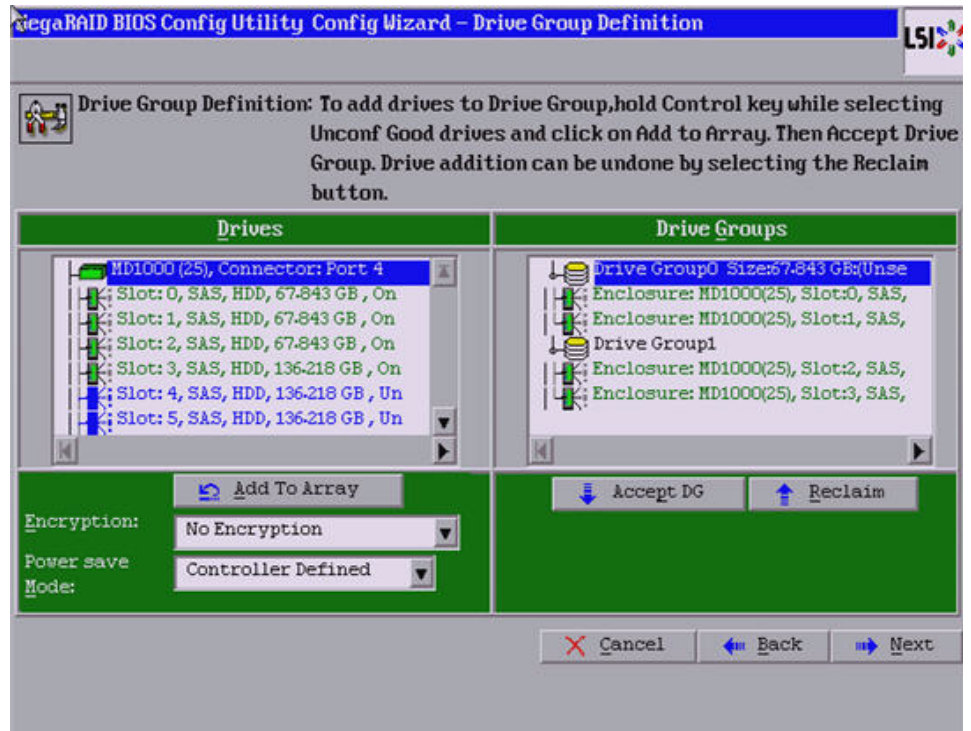 egaRAID BIOS Config Utility Config Wizard – Drive Group Definition
LSI
Drive Group Definition: To add drives to Drive Group,hold Control key while selecting
Unconf Good drives and click on Add to Array. Then Accept Drive
Group. Drive addition can be undone by selecting the Reclaim
button.
Drives
MD1000 (25), Connector: Port 4
Slot: 0, SAS, HDD, 67.843 GB , On
Slot: 1, SAS, HDD, 67.843 GB , On
Slot: 2, SAS, HDD, 67.843 GB , On
Slot: 3, SAS, HDD, 136.218 GB , On
Slot: 4, SAS, HDD, 136.218 GB , Un
Slot: 5, SAS, HDD, 136.218 GB , Un
Drive Groups
Drive Group0 Size:67.843 GB:(Unse
Enclosure: MD1000(25), Slot:0, SAS,
Enclosure: MD1000(25), Slot:1, SAS,
Drive Group1
Enclosure: MD1000(25), Slot:2, SAS,
Enclosure: MD1000(25), Slot:3, SAS,
Add To Array
Encryption:
No Encryption
Power save
Mode:
Controller Defined
Accept DG
Reclaim
Cancel
Back
Next